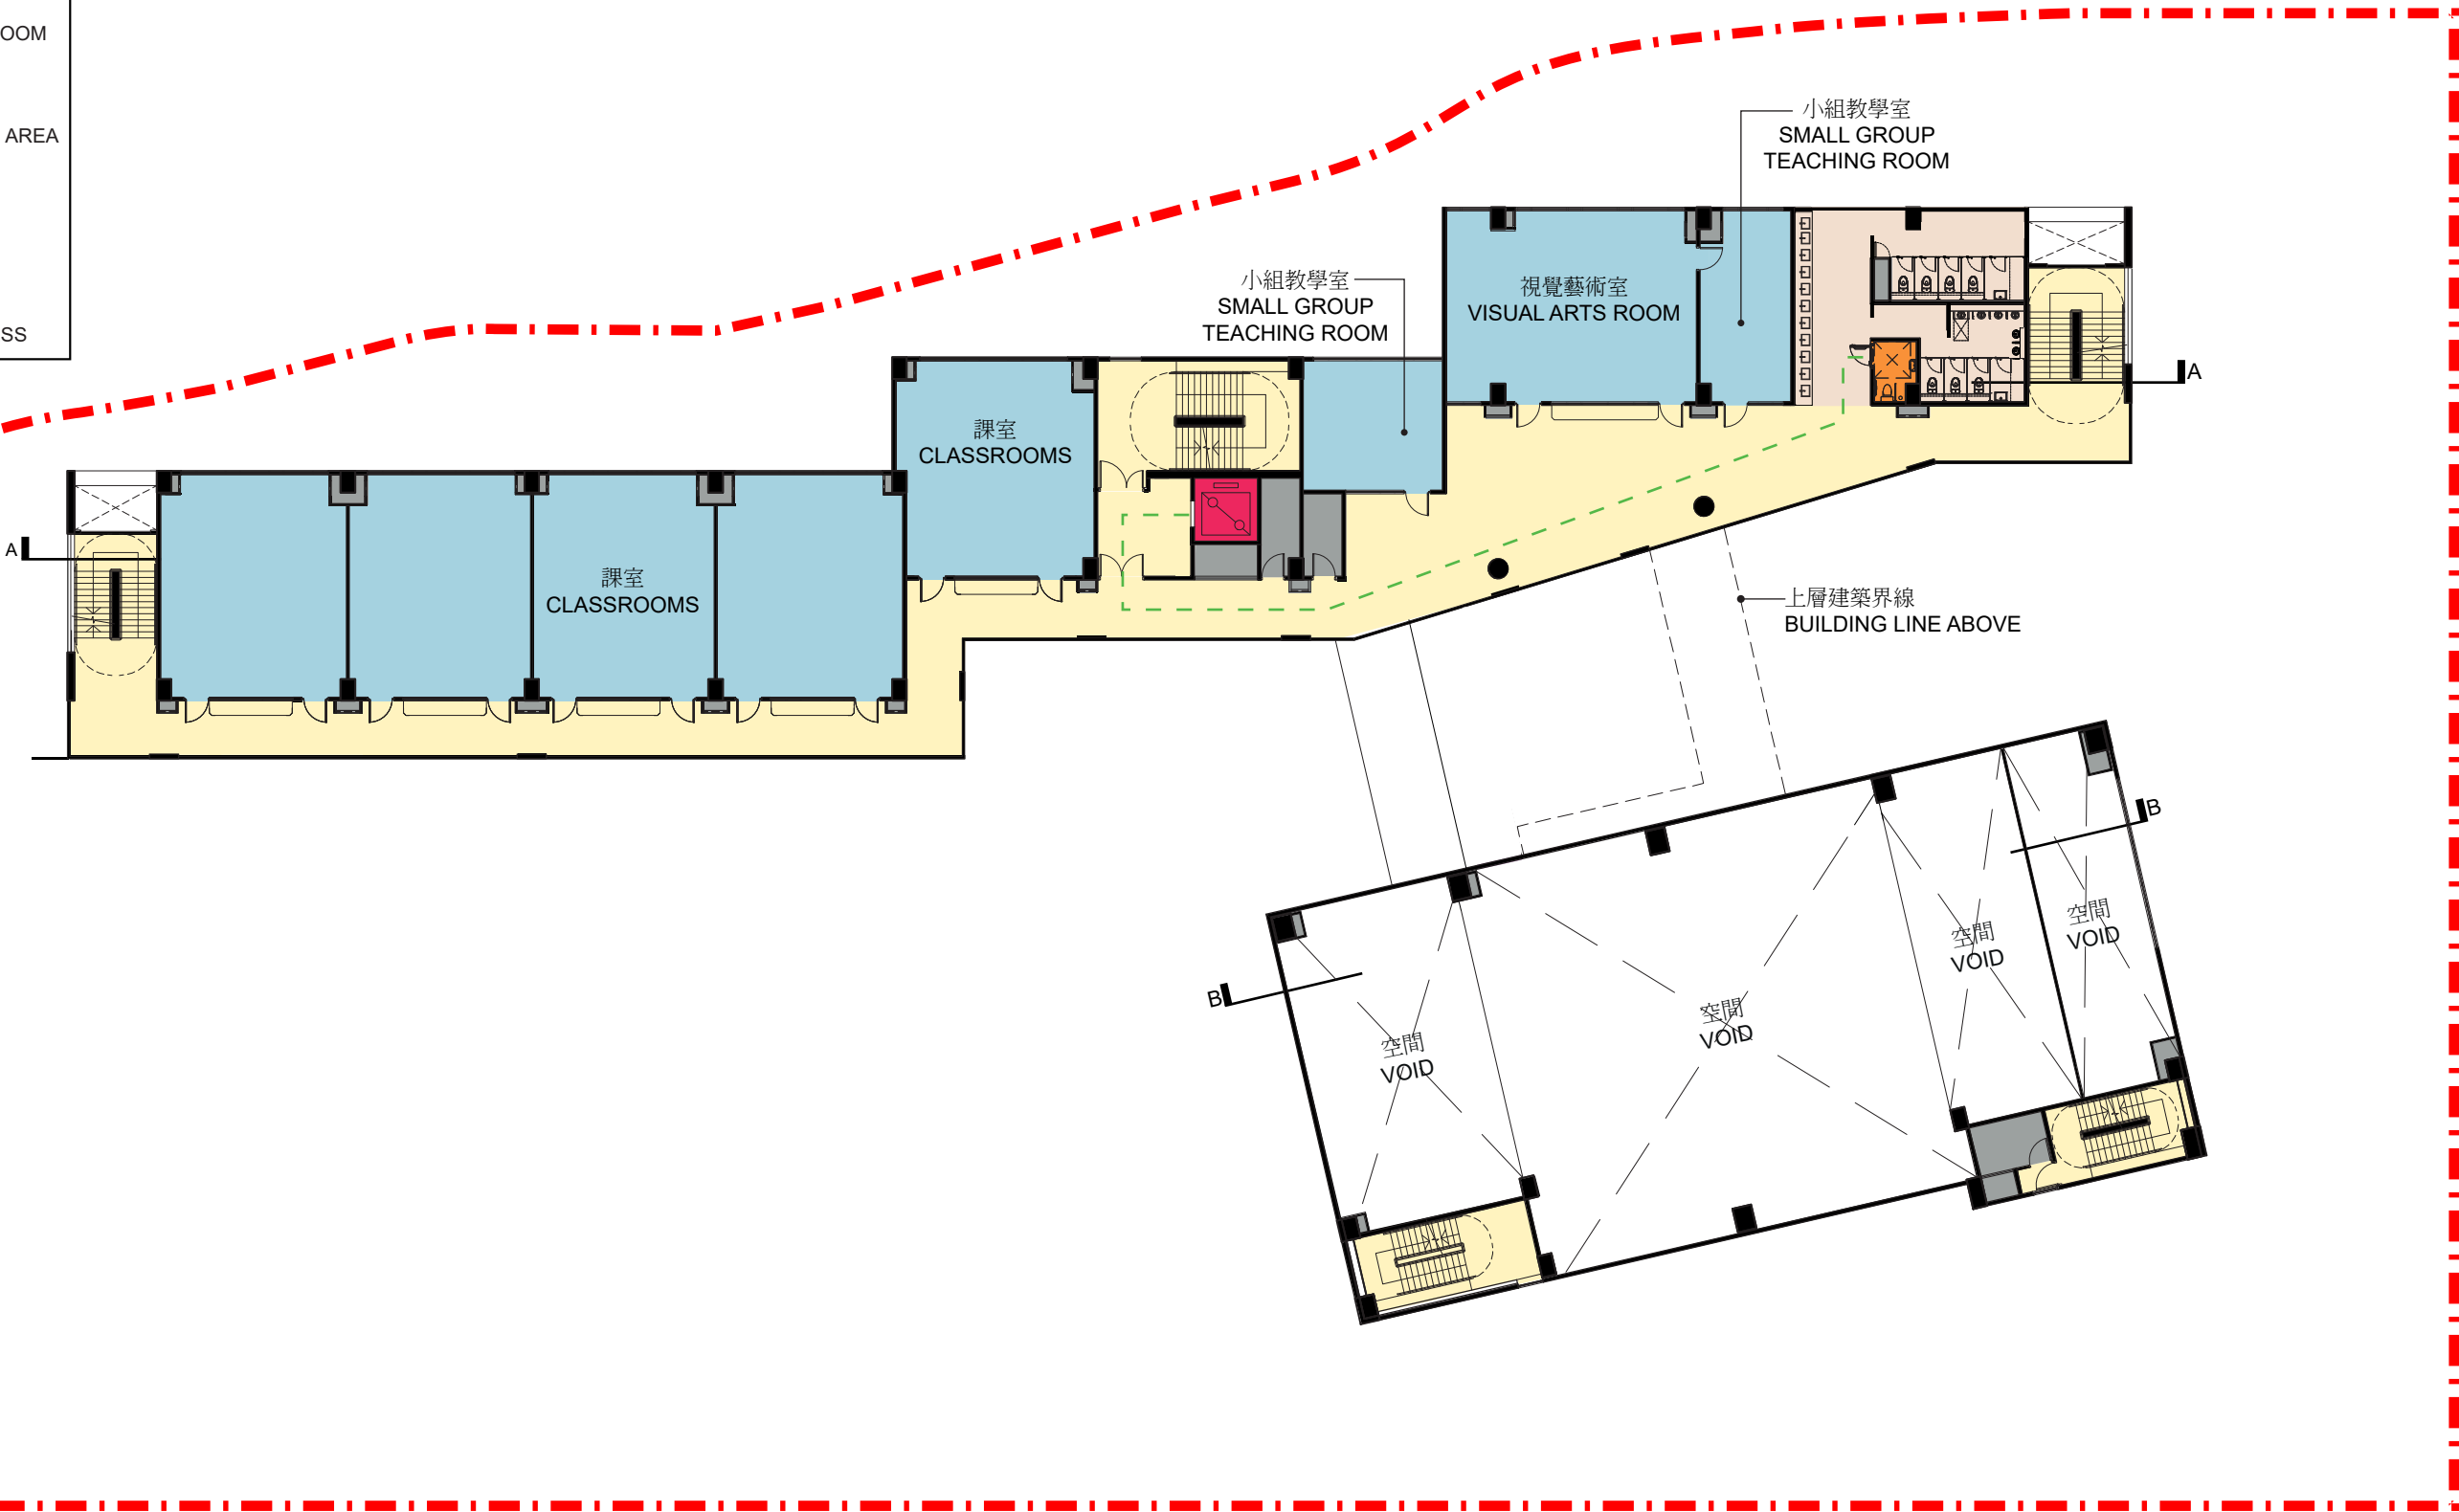 OOM
AREA
SS
小組教學室
SMALL GROUP
TEACHING ROOM
小組教學室
SMALL GROUP
TEACHING ROOM
視覺藝術室
VISUAL ARTS ROOM
A
課室
CLASSROOMS
A
課室
CLASSROOMS
上層建築界線
BUILDING LINE ABOVE
B
空間
VOID
空間
VOID
B
空間
VOID
空間
VOID